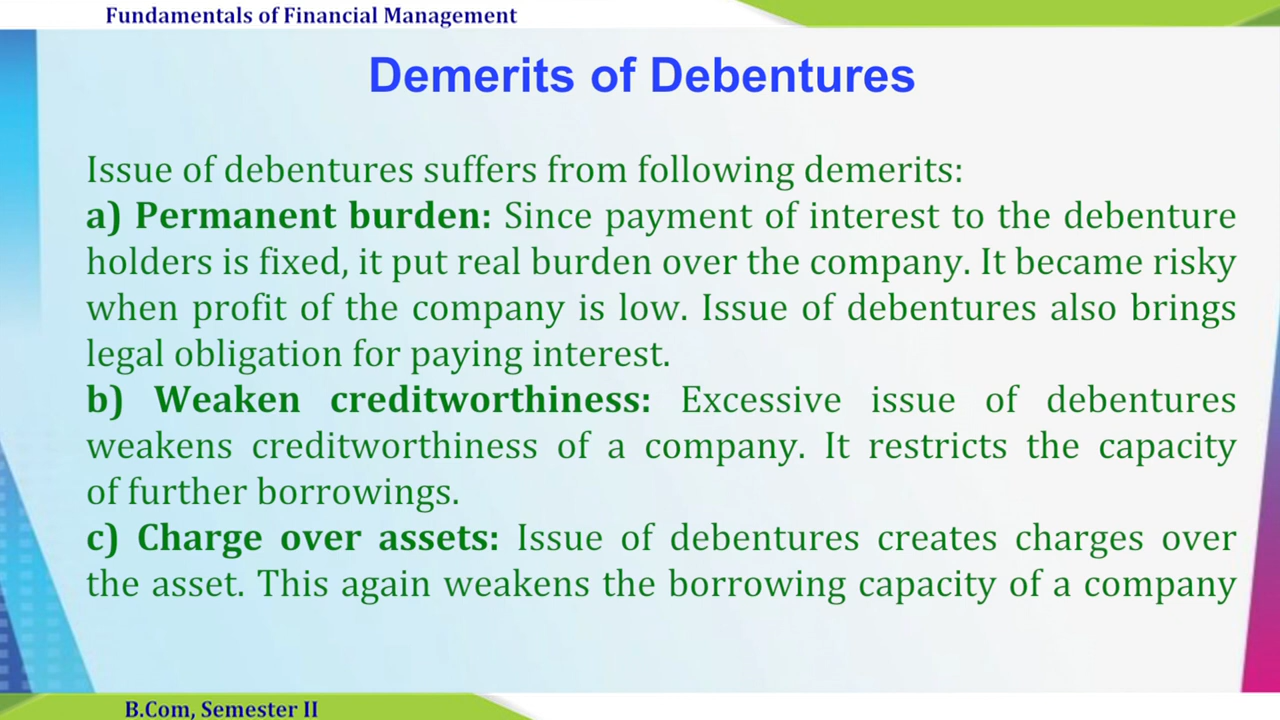 Fundamentals of Financial Management
Demerits of Debentures
Issue of debentures suffers from following demerits:
a) Permanent burden: Since payment of interest to the debenture
holders is fixed, it put real burden over the company. It became risky
when profit of the company is low. Issue of debentures also brings
legal obligation for paying interest.
b) Weaken creditworthiness: Excessive issue of debentures
weakens creditworthiness of a company. It restricts the capacity
of further borrowings.
c) Charge over assets: Issue of debentures creates charges over
the asset. This again weakens the borrowing capacity of a company
B.Com, Semester II